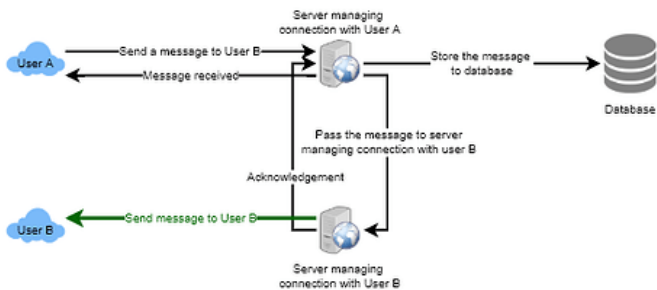 Server managing
connection with User A
User A
Send a message to User B
Message received
Store the message
to database
Database
Pass the message to server
managing connection with user B
Acknowledgement
User B
Send message to User B
Server managing
connection with User B